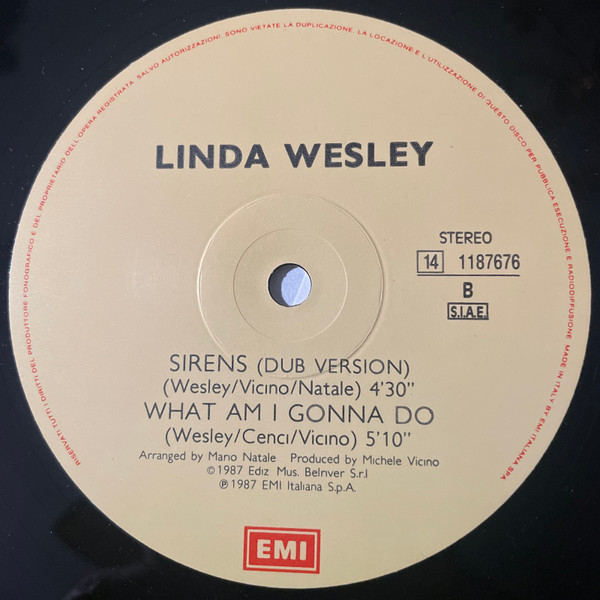 RISERVATI TUTTI I DIRITTI DEL PRODUTTORE FONOGRAFICO E DEL PROPRIETARIO DELL'OPERA REGISTRATA. SALVO AUTORIZZAZIONI, SONO VIETATE LA DUPLICAZIONE, LA LOCAZIONE E L'UTILIZZAZIONE DI QUESTO DISCO PER PUBBLICA ESECUZIONE E RADIODIFFUSIONE. MADE IN ITALY BY EMI ITALIANA SPA
LINDA WESLEY
STEREO
14 1187676
B
S.I.A.E.
SIRENS (DUB VERSION)
(Wesley/Vicino/Natale) 4'30"
WHAT AM I GONNA DO
(Wesley/Cenci/Vicino) 5'10"
Arranged by Mano Natale Produced by Michele Vicino
© 1987 Ediz Mus. Belnver S.r.l
℗ 1987 EMI Italiana S.p.A.
EMI